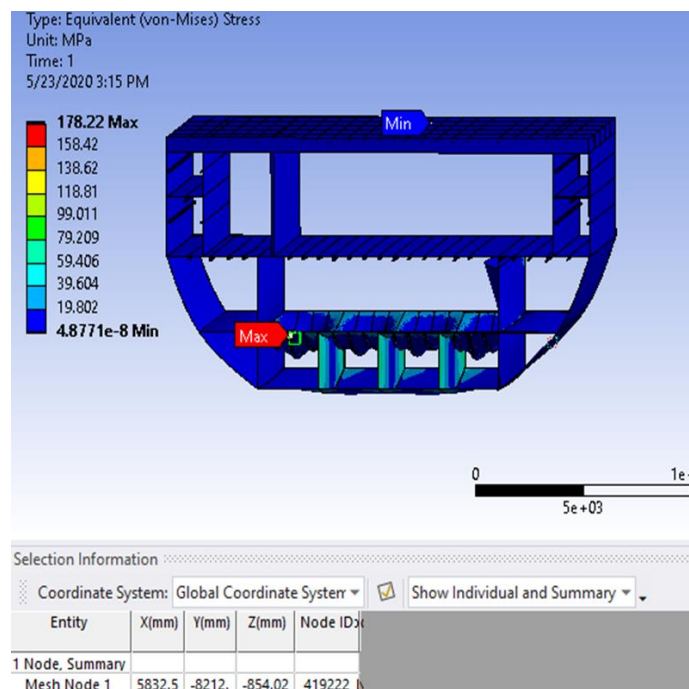 Type: Equivalent (von-Mises) Stress
Unit: MPa
Time: 1
5/23/2020 3:15 PM
178.22 Max
158.42
138.62
118.81
99.011
79.209
59.406
39.604
19.802
4.8771e-8 Min
Min
Max
0
5e+03
Selection Information
Coordinate System: Global Coordinate System Show Individual and Summary
Entity X(mm) Y(mm) Z(mm) Node ID
1 Node, Summary
Mesh Node 1 5832.5 -8212. -854.02 419222